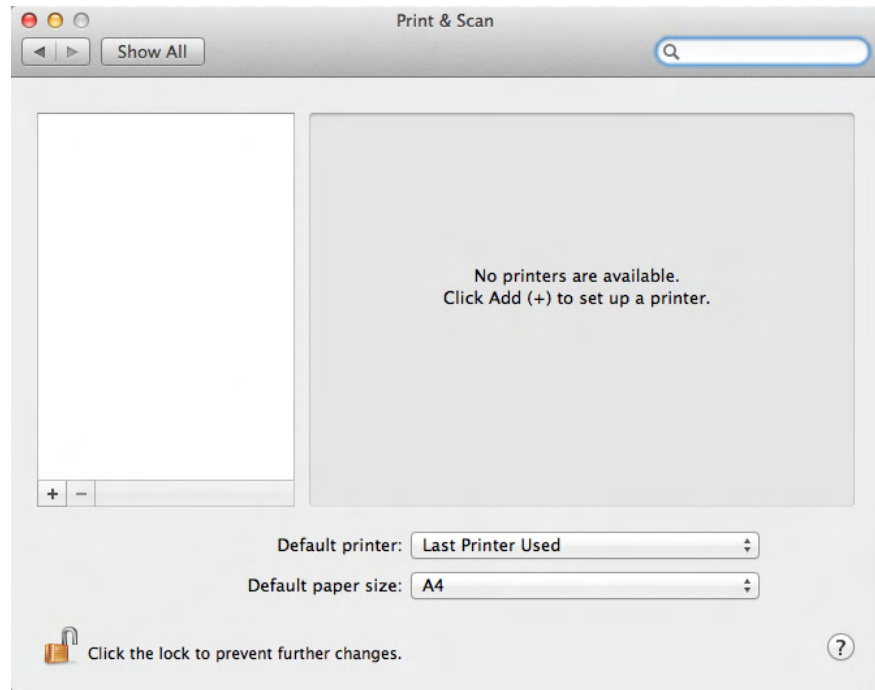 Print & Scan
Show All
No printers are available.
Click Add (+) to set up a printer.
+ −
Default printer: Last Printer Used
Default paper size: A4
Click the lock to prevent further changes.
?